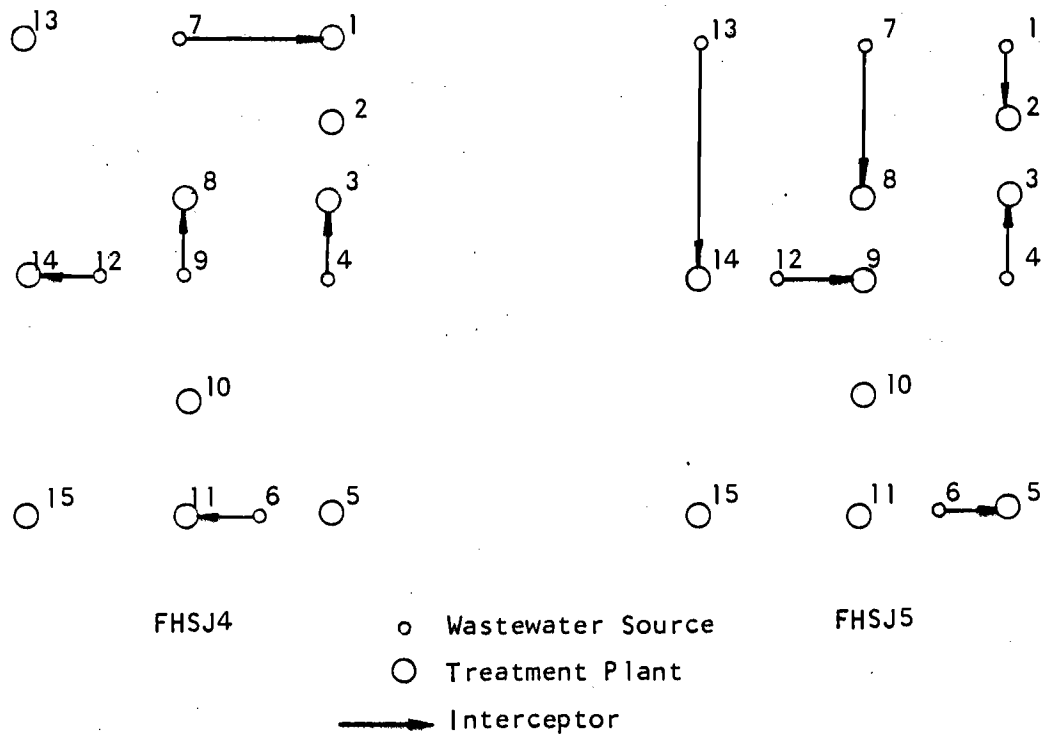 13 7 1
2
8 3
14 12 9 4
10
15 11 6 5
FHSJ4
13 7 1
2
8 3
14 12 9 4
10
15 11 6 5
FHSJ5
Wastewater Source
Treatment Plant
Interceptor